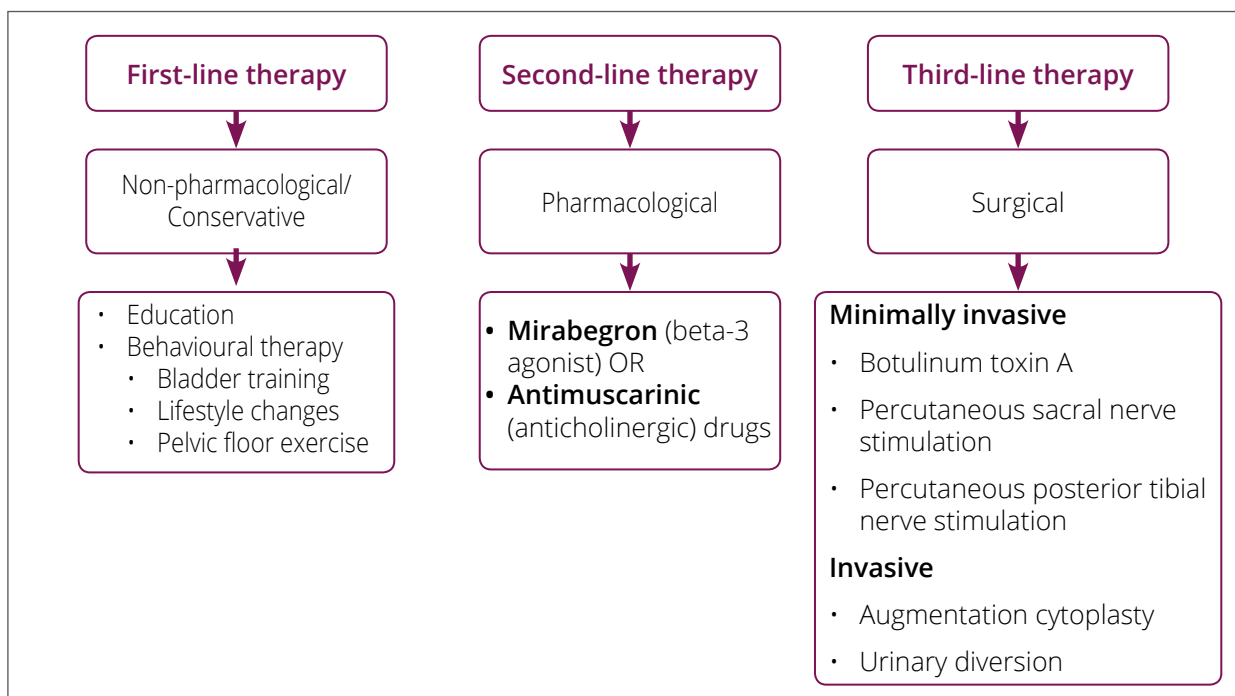 First-line therapy
Non-pharmacological/
Conservative
• Education
• Behavioural therapy
• Bladder training
• Lifestyle changes
• Pelvic floor exercise
Second-line therapy
Pharmacological
• Mirabegron (beta-3
agonist) OR
• Antimuscarinic
(anticholinergic) drugs
Third-line therapy
Surgical
Minimally invasive
• Botulinum toxin A
• Percutaneous sacral nerve
stimulation
• Percutaneous posterior tibial
nerve stimulation
Invasive
• Augmentation cytoplasty
• Urinary diversion